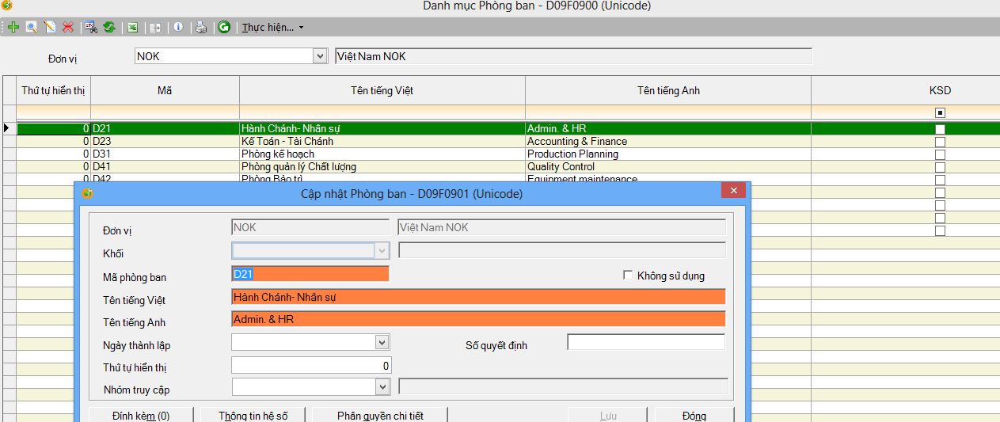 Danh mục Phòng ban - D09F0900 (Unicode)
Thực hiện...
Đơn vị NOK Việt Nam NOK
Thứ tự hiển thị Mã Tên tiếng Việt Tên tiếng Anh KSD
0 D21 Hành Chánh- Nhân sự Admin. & HR
0 D23 Kế Toán - Tài Chánh Accounting & Finance
0 D31 Phòng kế hoạch Production Planning
0 D41 Phòng quản lý Chất lượng Quality Control
0 D42 Phòng Bảo trì Equipment maintenance
Cập nhật Phòng ban - D09F0901 (Unicode)
Đơn vị NOK Việt Nam NOK
Khối
Mã phòng ban D21 Không sử dụng
Tên tiếng Việt Hành Chánh- Nhân sự
Tên tiếng Anh Admin. & HR
Ngày thành lập Số quyết định
Thứ tự hiển thị 0
Nhóm truy cập
Đính kèm (0) Thông tin hệ số Phân quyền chi tiết Lưu Đóng